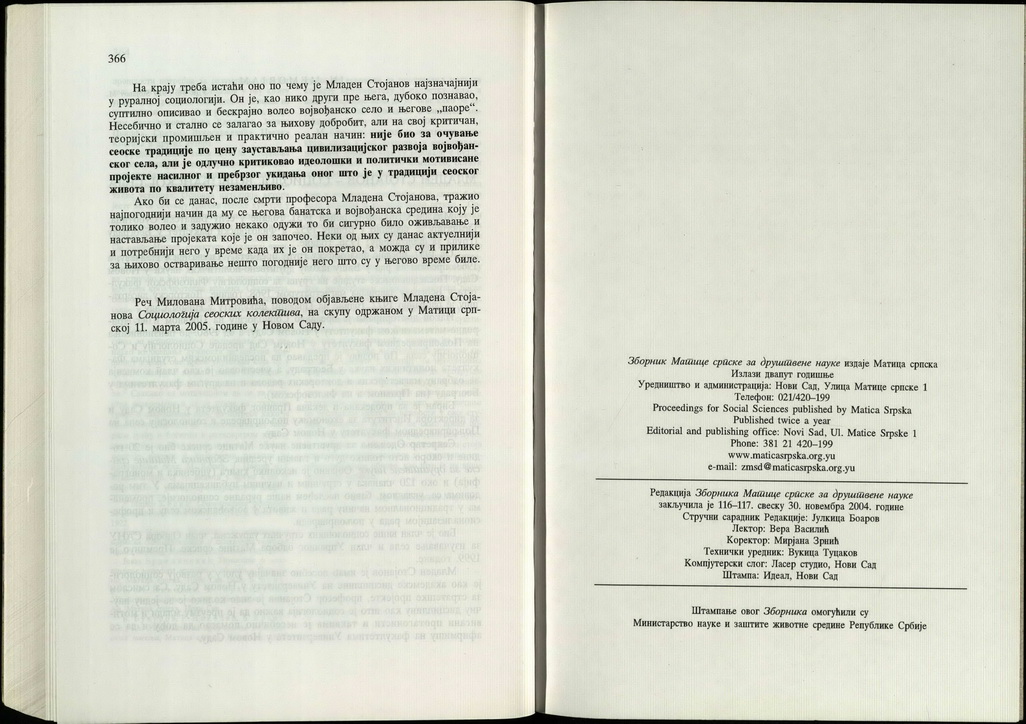 366
На крају треба истаћи оно по чему је Младен Стојанов најзначајнији
у руралној социологији. Он је, као нико други пре њега, дубоко познавао,
суптилно описивао и бескрајно волео војвођанско село и његове „паоре“.
Несебично и стално се залагао за њихову добробит, али на свој критичан,
теоријски промишљен и практично реалан начин: није био за очување
сеоске традиције по цену заустављања цивилизацијског развоја војвођан-
ског села, али је одлучно критиковао идеолошки и политички мотивисане
пројекте насилног и пребрзог укидања оног што је у традицији сеоског
живота по квалитету незаменљиво.
Ако би се данас, после смрти професора Младена Стојанова, тражио
најпогоднији начин да му се његова банатска и војвођанска средина коју је
толико волео и задужио некако одужи то би сигурно било оживљавање и
настављање пројеката које је он започео. Неки од њих су данас актуелнији
и потребнији него у време када их је он покретао, а можда су и прилике
за њихово остваривање нешто погодније него што су у његово време биле.
Реч Милована Митровића, поводом објављене књиге Младена Стоја-
нова Социологија сеоских колектива, на скупу одржаном у Матици срп-
ској 11. марта 2005. године у Новом Саду.
Зборник Матице српске за друштвене науке издаје Матица српска
Излази двапут годишње
Уредништво и администрација: Нови Сад, Улица Матице српске 1
Телефон: 021/420–199
Proceedings for Social Sciences published by Matica Srpska
Published twice a year
Editorial and publishing office: Novi Sad, Ul. Matice Srpske 1
Phone: 381 21 420–199
www.maticasrpska.org.yu
e-mail: zmsd@maticasrpska.org.yu
Редакција Зборника Матице српске за друштвене науке
закључила је 116–117. свеску 30. новембра 2004. године
Стручни сарадник Редакције: Јулкица Боаров
Лектор: Вера Василић
Коректор: Мирјана Зрнић
Технички уредник: Вукица Туцаков
Компјутерски слог: Ласер студио, Нови Сад
Штампа: Идеал, Нови Сад
Штампање овог Зборника омогућили су
Министарство науке и заштите животне средине Републике Србије